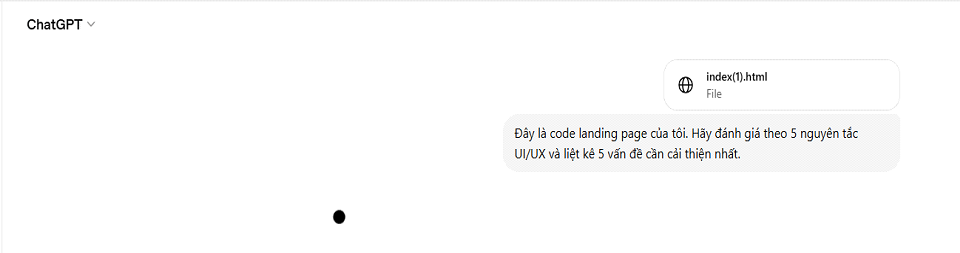 ChatGPT
index(1).html
File
Đây là code landing page của tôi. Hãy đánh giá theo 5 nguyên tắc
UI/UX và liệt kê 5 vấn đề cần cải thiện nhất.